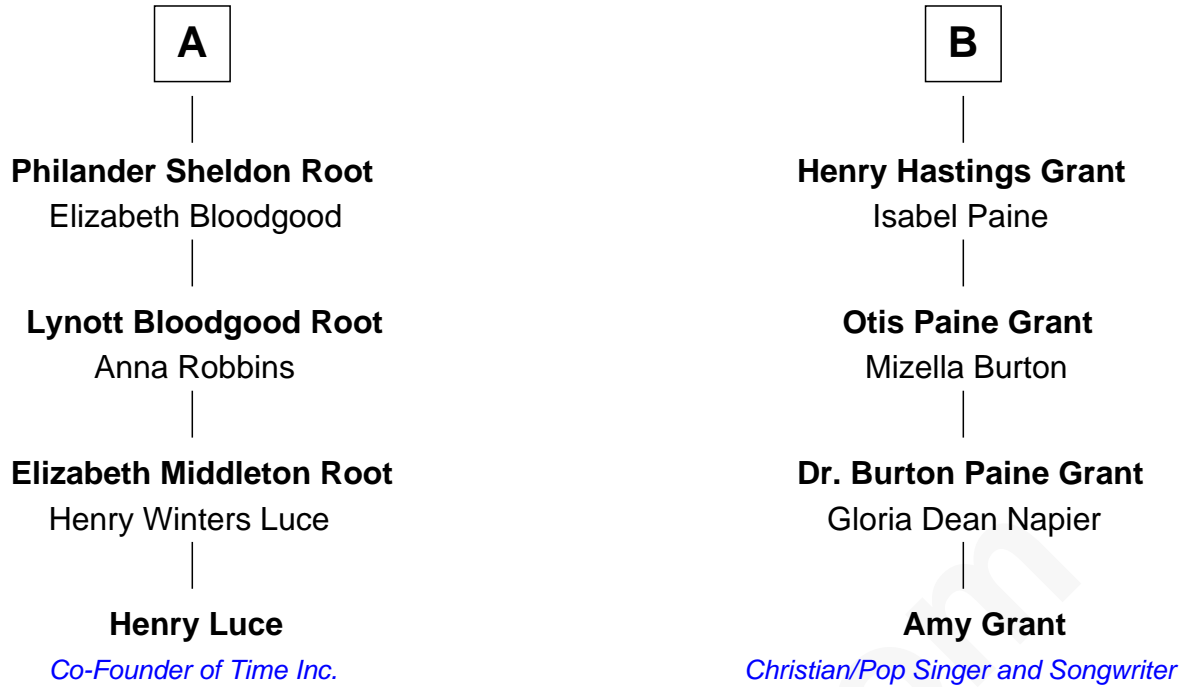 A
Philander Sheldon Root
Elizabeth Bloodgood
Lynott Bloodgood Root
Anna Robbins
Elizabeth Middleton Root
Henry Winters Luce
Henry Luce
Co-Founder of Time Inc.
B
Henry Hastings Grant
Isabel Paine
Otis Paine Grant
Mizella Burton
Dr. Burton Paine Grant
Gloria Dean Napier
Amy Grant
Christian/Pop Singer and Songwriter